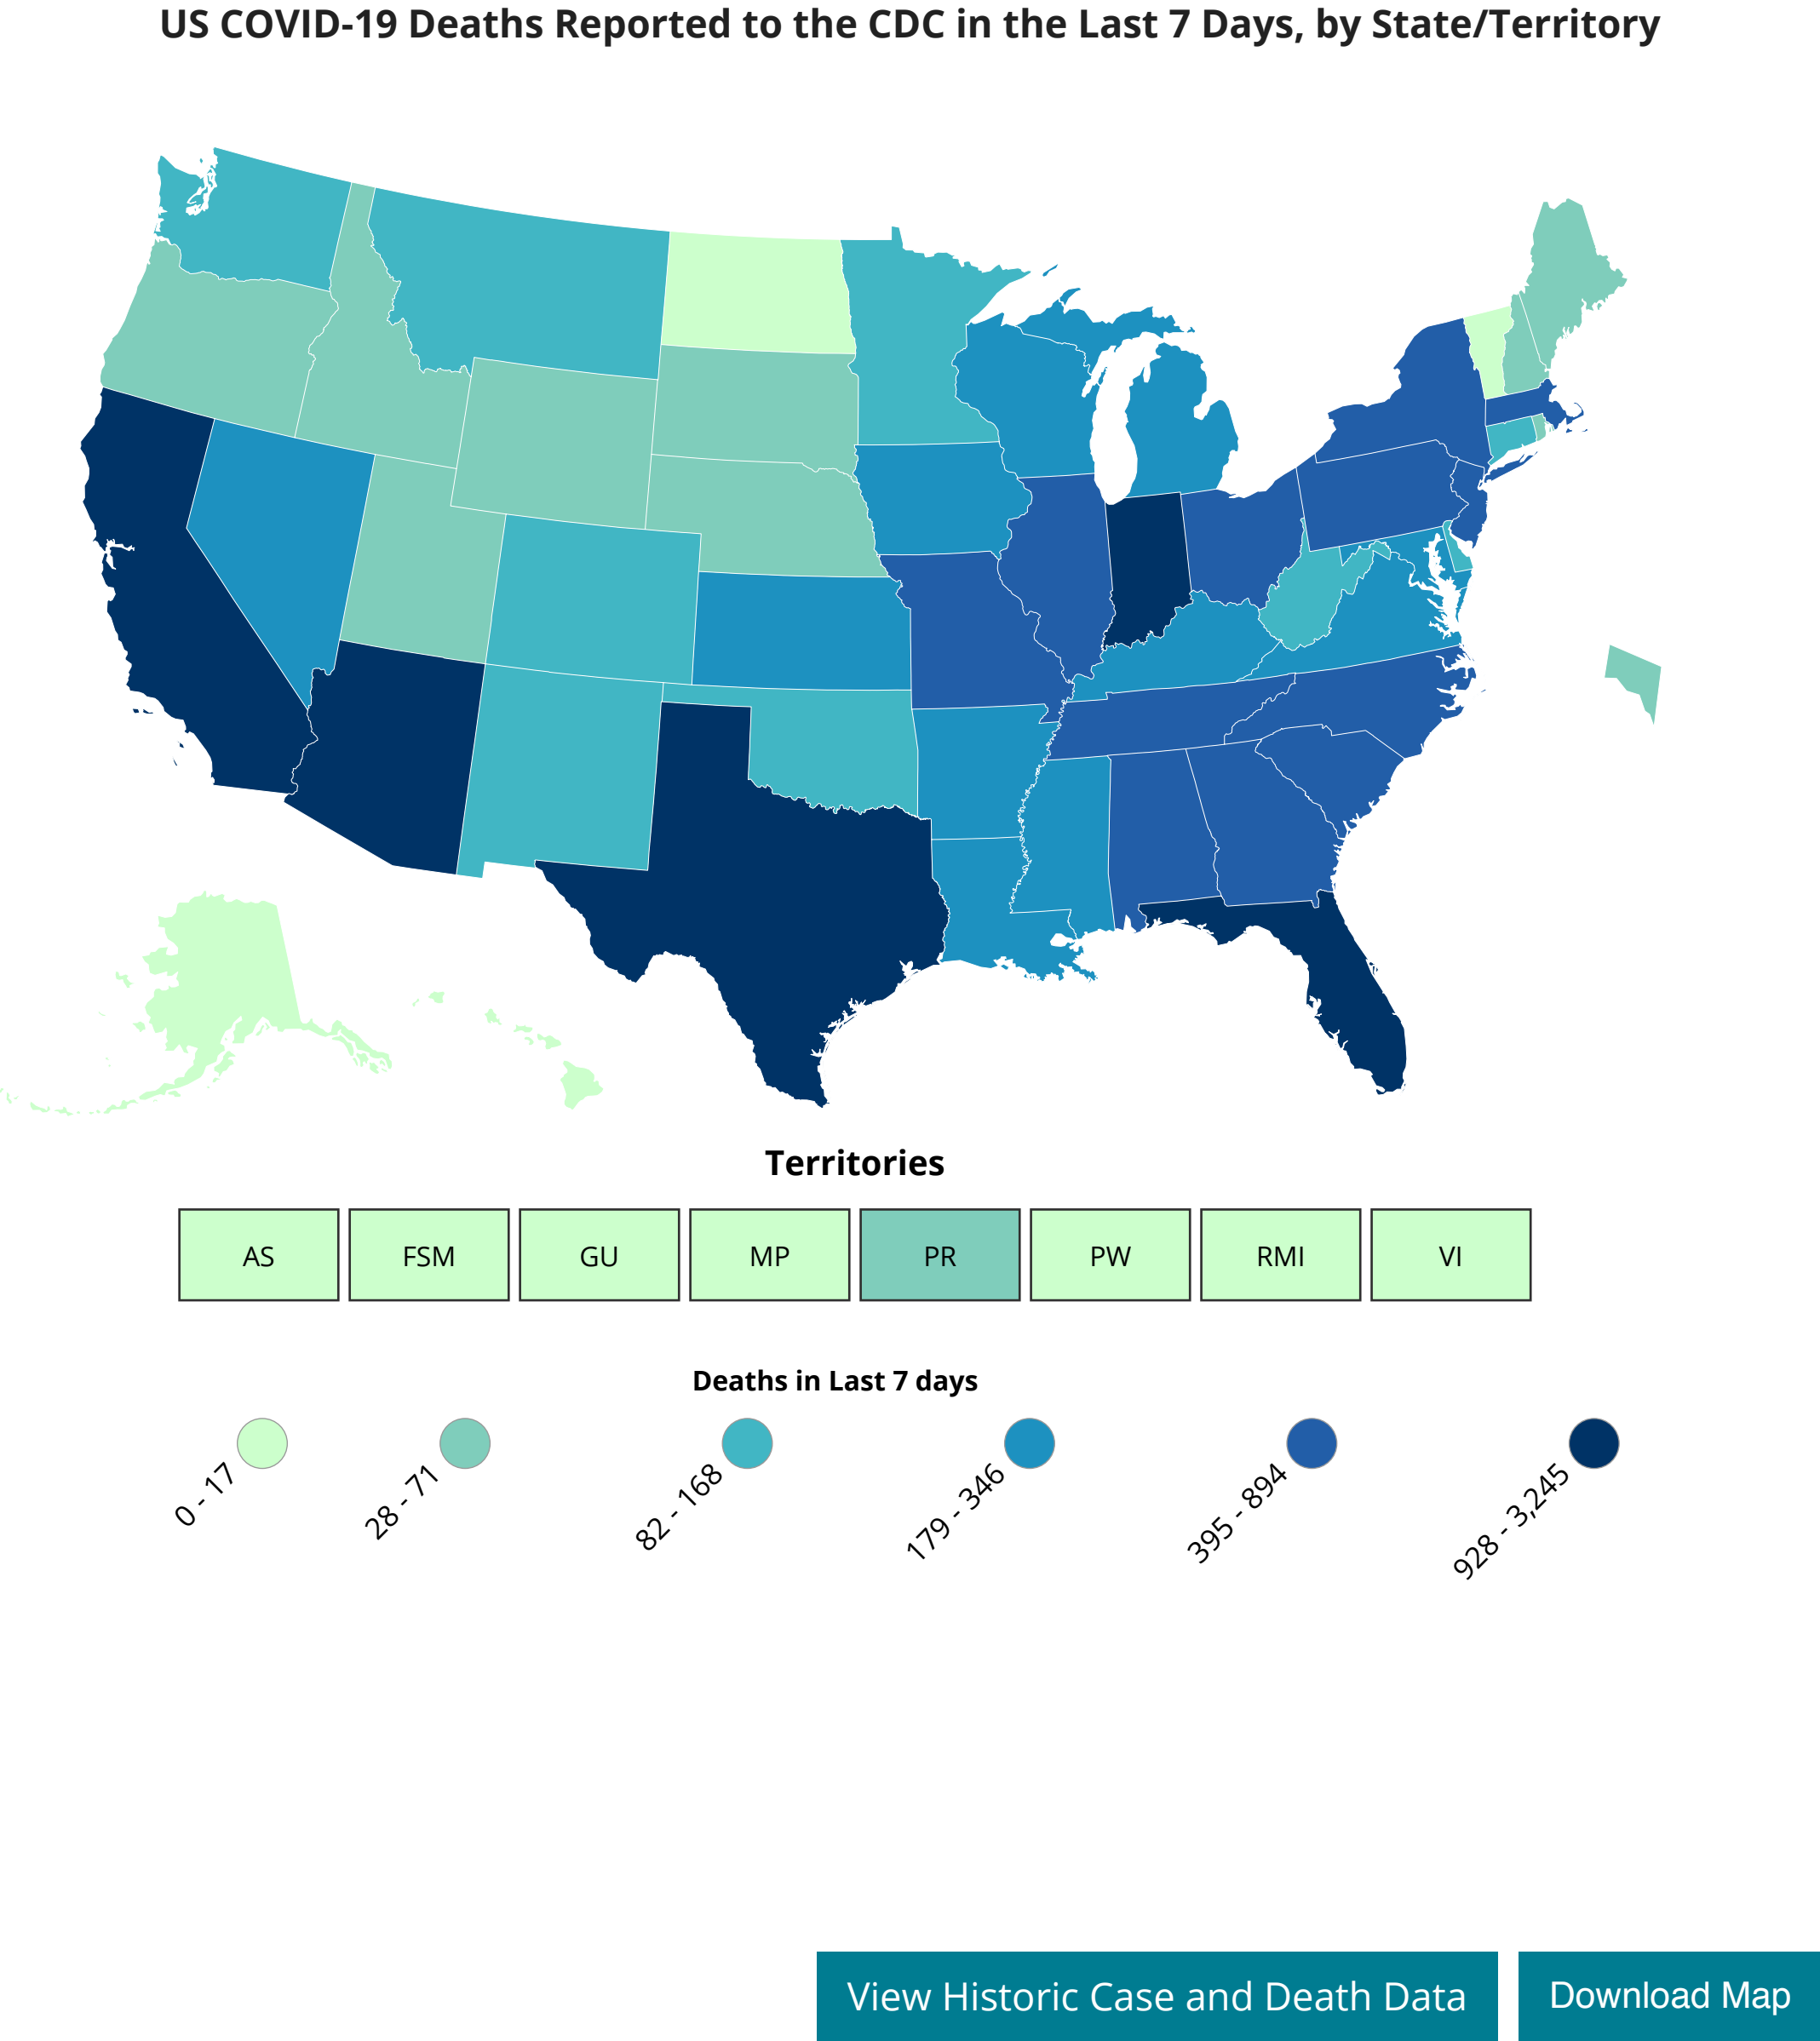 US COVID-19 Deaths Reported to the CDC in the Last 7 Days, by State/Territory
Territories
AS
FSM
GU
MP
PR
PW
RMI
VI
Deaths in Last 7 days
0 - 17
28 - 71
82 - 168
179 - 346
395 - 894
928 - 3,245
View Historic Case and Death Data
Download Map